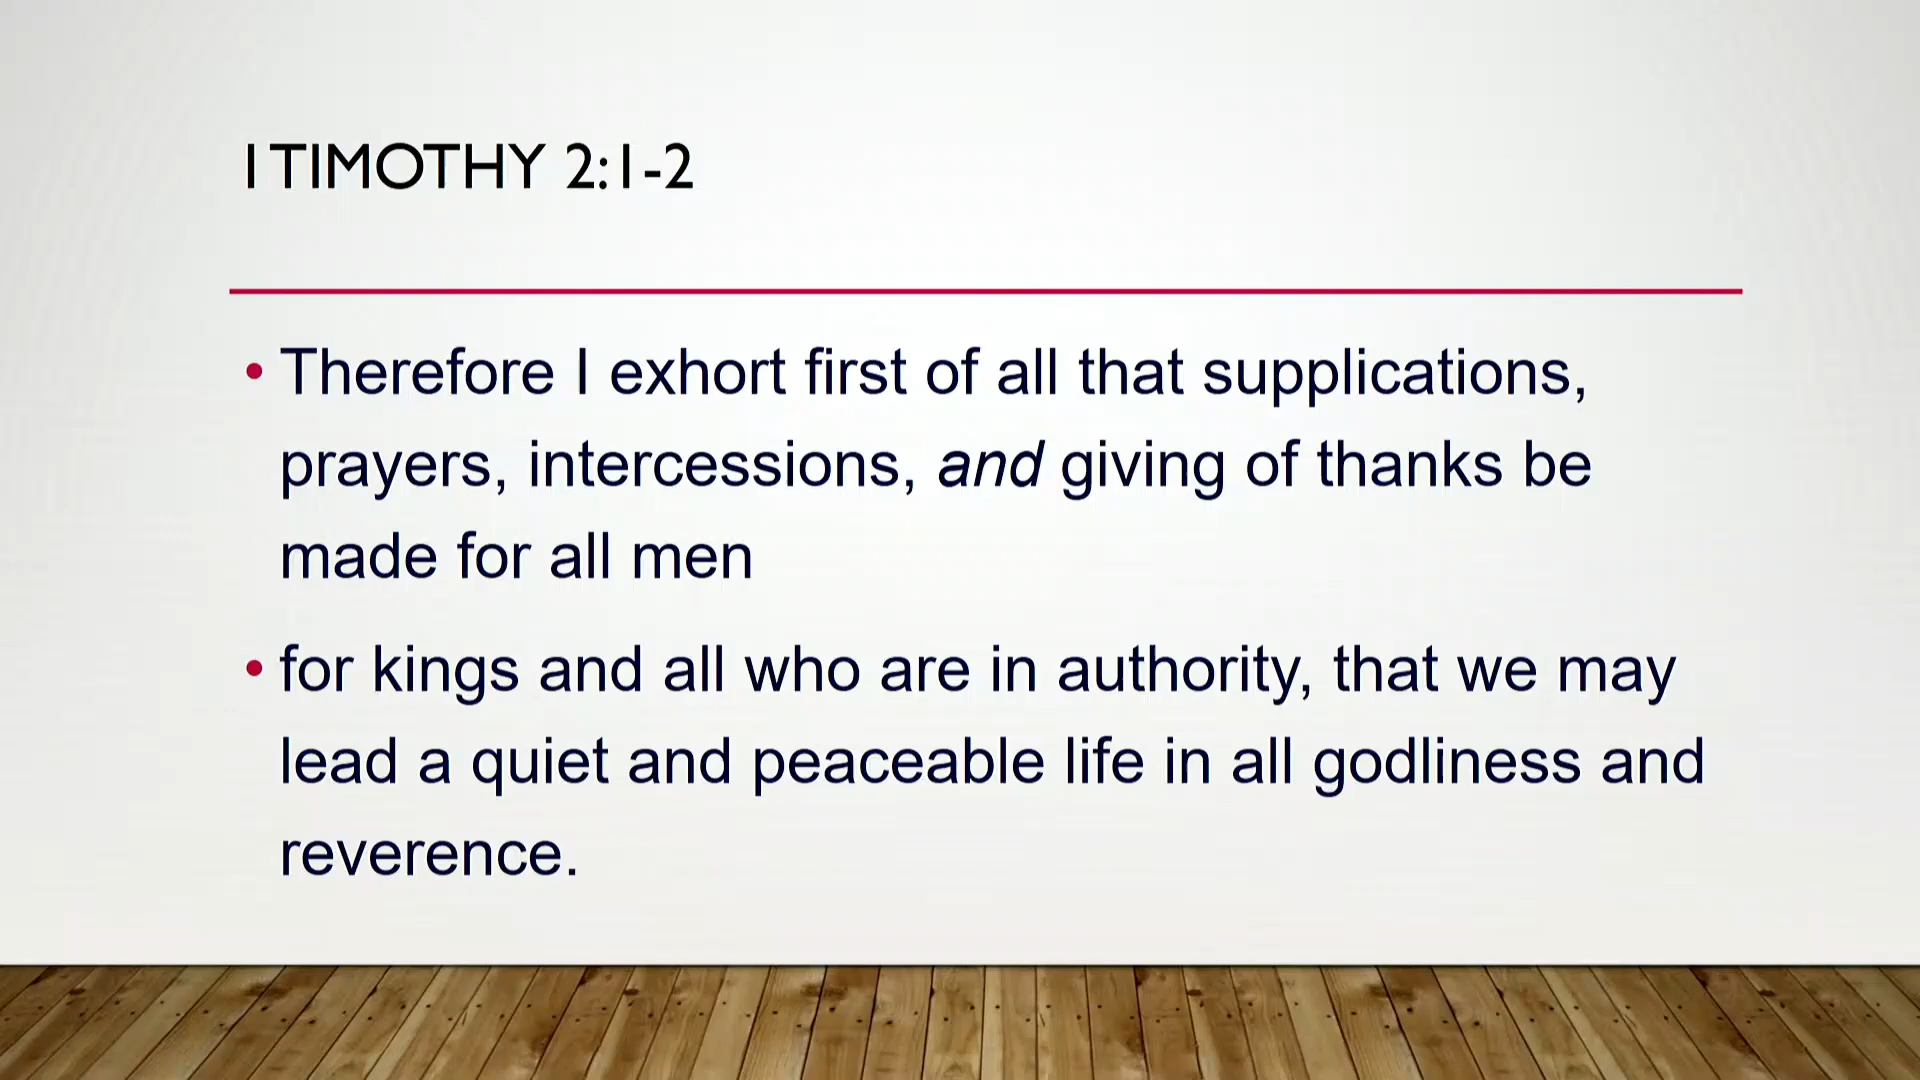 1 TIMOTHY 2:1-2
• Therefore I exhort first of all that supplications,
prayers, intercessions, and giving of thanks be
made for all men
• for kings and all who are in authority, that we may
lead a quiet and peaceable life in all godliness and
reverence.